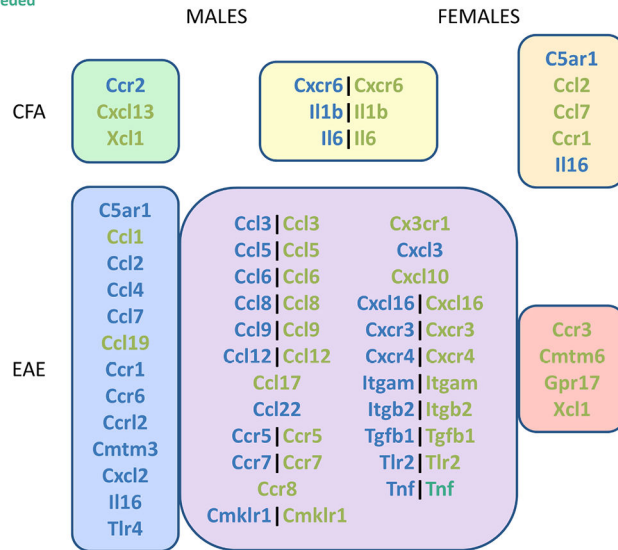 eeded
MALES
FEMALES
CFA
Ccr2
Cxcl13
Xcl1
Cxcr6|Cxcr6
Il1b|Il1b
Il6|Il6
C5ar1
Ccl2
Ccl7
Ccr1
Il16
EAE
C5ar1
Ccl1
Ccl2
Ccl4
Ccl7
Ccl19
Ccr1
Ccr6
Ccrl2
Cmtm3
Cxcl2
Il16
Tlr4
Ccl3|Ccl3
Ccl5|Ccl5
Ccl6|Ccl6
Ccl8|Ccl8
Ccl9|Ccl9
Ccl12|Ccl12
Ccl17
Ccl22
Ccr5|Ccr5
Ccr7|Ccr7
Ccr8
Cmklr1|Cmklr1
Cx3cr1
Cxcl3
Cxcl10
Cxcl16|Cxcl16
Cxcr3|Cxcr3
Cxcr4|Cxcr4
Itgam|Itgam
Itgb2|Itgb2
Tgfb1|Tgfb1
Tlr2|Tlr2
Tnf|Tnf
Ccr3
Cmtm6
Gpr17
Xcl1